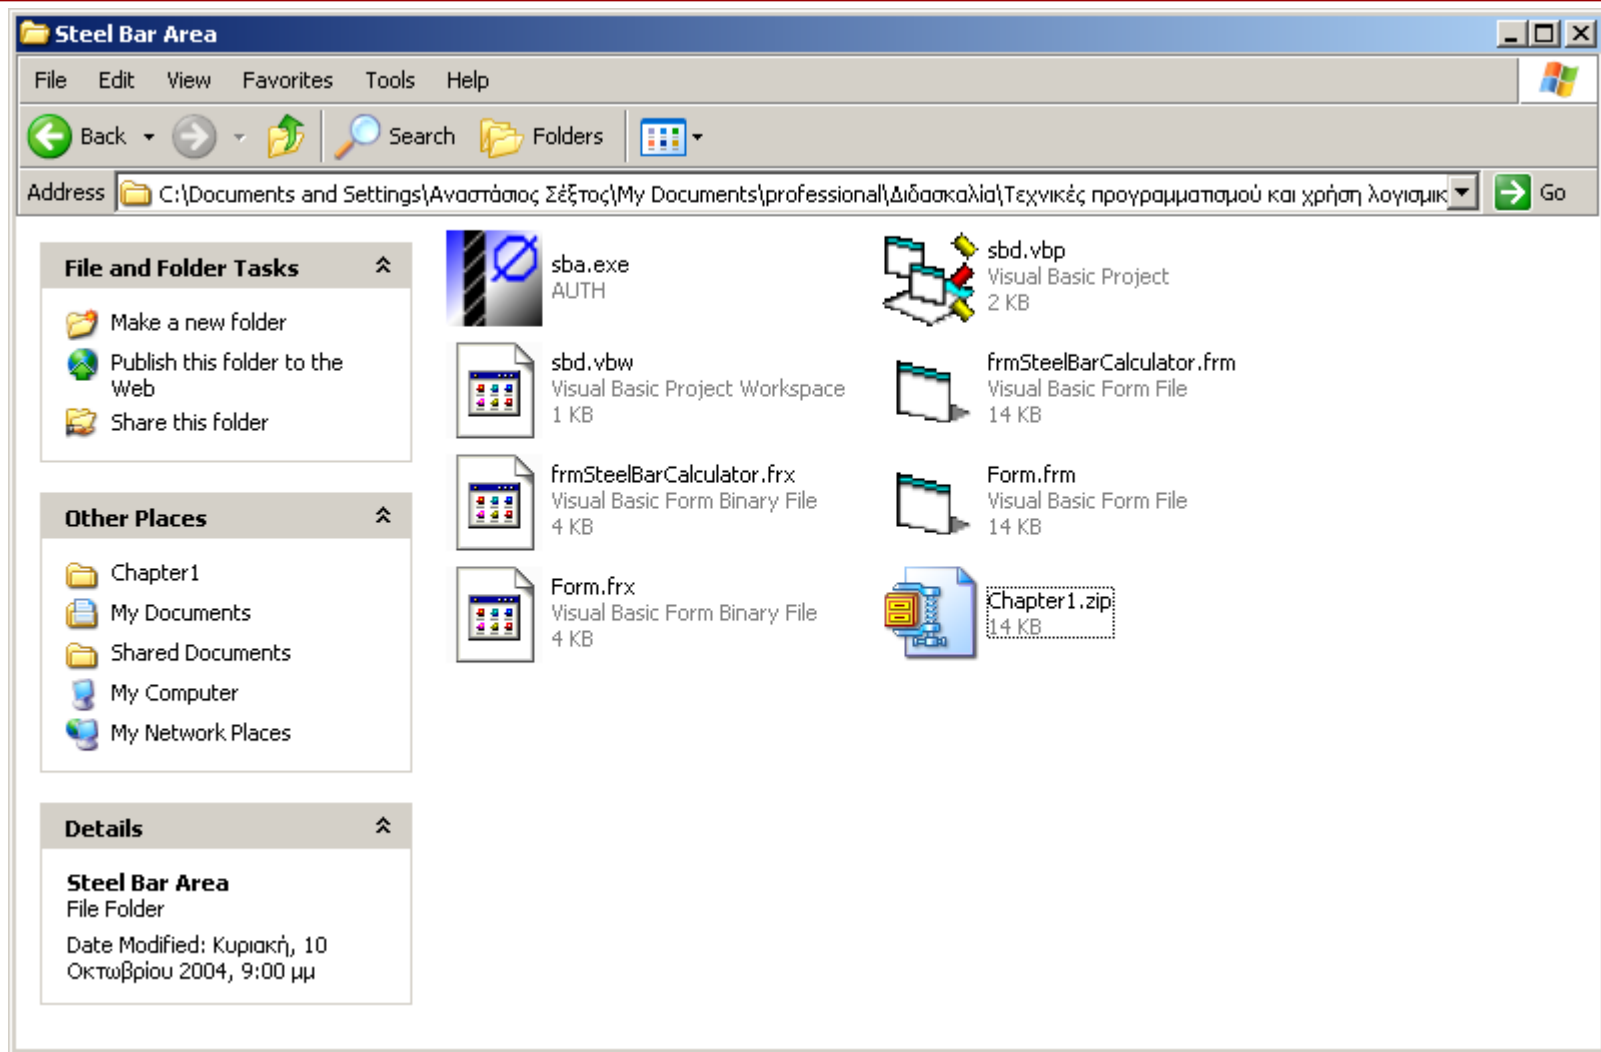 Steel Bar Area
File Edit View Favorites Tools Help
Back Search Folders
Address C:\Documents and Settings\Αναστάσιος Σέξτος\My Documents\professional\Διδασκαλία\Τεχνικές προγραμματισμού και χρήση λογισμικ Go
File and Folder Tasks
Make a new folder
Publish this folder to the
Web
Share this folder
Other Places
Chapter1
My Documents
Shared Documents
My Computer
My Network Places
Details
Steel Bar Area
File Folder
Date Modified: Κυριακή, 10
Οκτωβρίου 2004, 9:00 μμ
sba.exe
AUTH
sbd.vbp
Visual Basic Project
2 KB
sbd.vbw
Visual Basic Project Workspace
1 KB
frmSteelBarCalculator.frm
Visual Basic Form File
14 KB
frmSteelBarCalculator.frx
Visual Basic Form Binary File
4 KB
Form.frm
Visual Basic Form File
14 KB
Form.frx
Visual Basic Form Binary File
4 KB
Chapter1.zip
14 KB